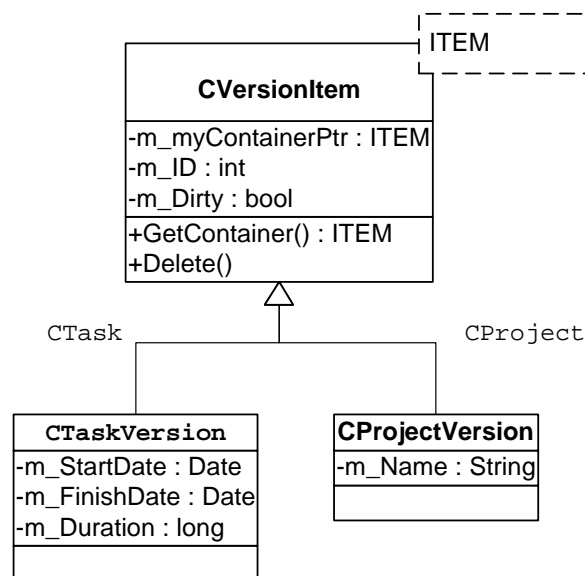 ITEM
CVersionItem
-m_myContainerPtr : ITEM
-m_ID : int
-m_Dirty : bool
+GetContainer() : ITEM
+Delete()
CTask
CProject
CTaskVersion
-m_StartDate : Date
-m_FinishDate : Date
-m_Duration : long
CProjectVersion
-m_Name : String